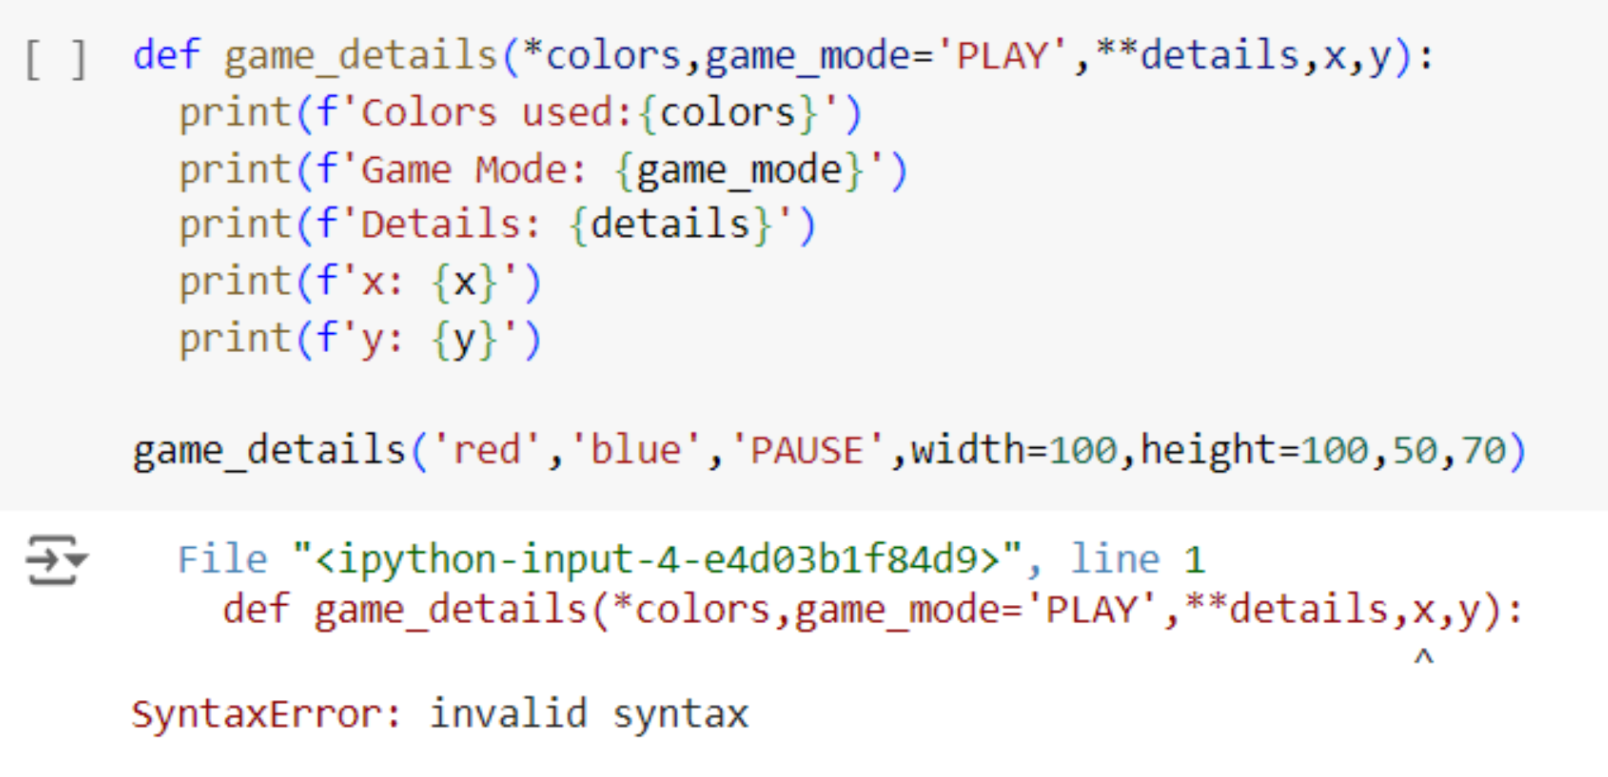 [ ] def game_details(*colors,game_mode='PLAY',**details,x,y):
  print(f'Colors used:{colors}')
  print(f'Game Mode: {game_mode}')
  print(f'Details: {details}')
  print(f'x: {x}')
  print(f'y: {y}')

game_details('red','blue','PAUSE',width=100,height=100,50,70)
  File "<ipython-input-4-e4d03b1f84d9>", line 1
    def game_details(*colors,game_mode='PLAY',**details,x,y):
                                                        ^
SyntaxError: invalid syntax